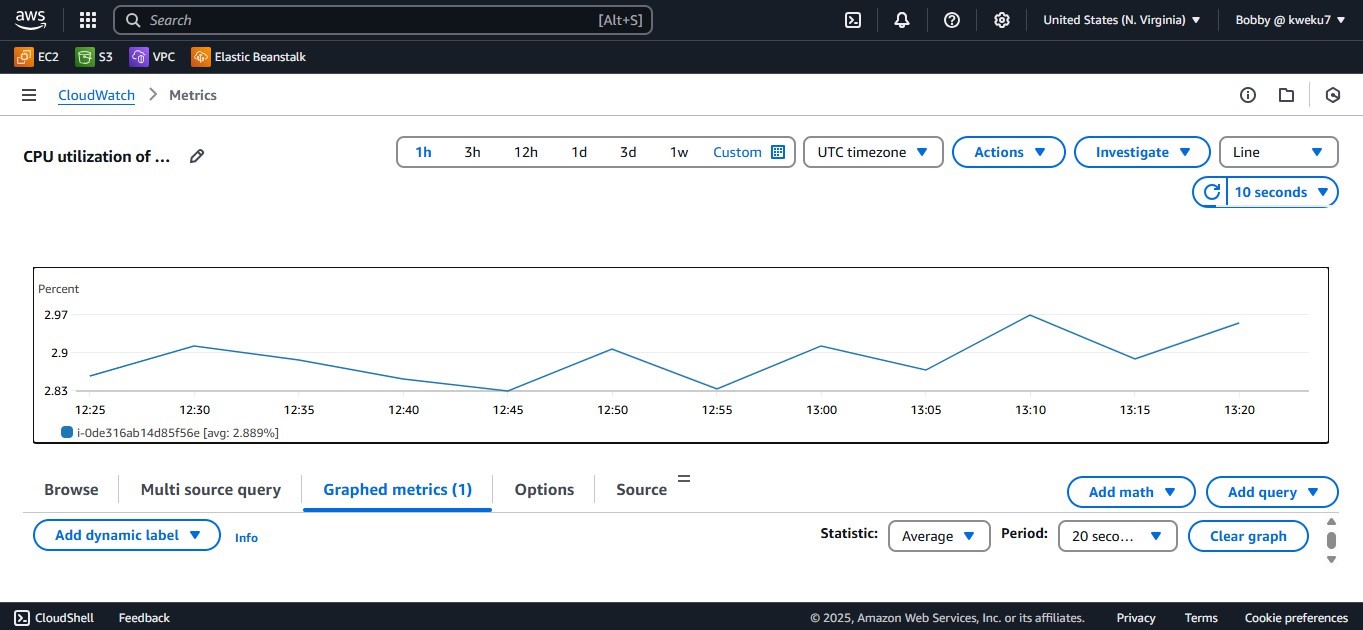 aws
Search [Alt+S]
United States (N. Virginia)
Bobby @ kweku7
EC2
S3
VPC
Elastic Beanstalk
CloudWatch
Metrics
CPU utilization of ...
1h 3h 12h 1d 3d 1w Custom
UTC timezone
Actions
Investigate
Line
10 seconds
Percent
2.97
2.9
2.83
12:25 12:30 12:35 12:40 12:45 12:50 12:55 13:00 13:05 13:10 13:15 13:20
i-0de316ab14d85f56e [avg: 2.889%]
Browse
Multi source query
Graphed metrics (1)
Options
Source
Add math
Add query
Add dynamic label
Info
Statistic: Average
Period: 20 seco...
Clear graph
CloudShell
Feedback
© 2025, Amazon Web Services, Inc. or its affiliates.
Privacy
Terms
Cookie preferences